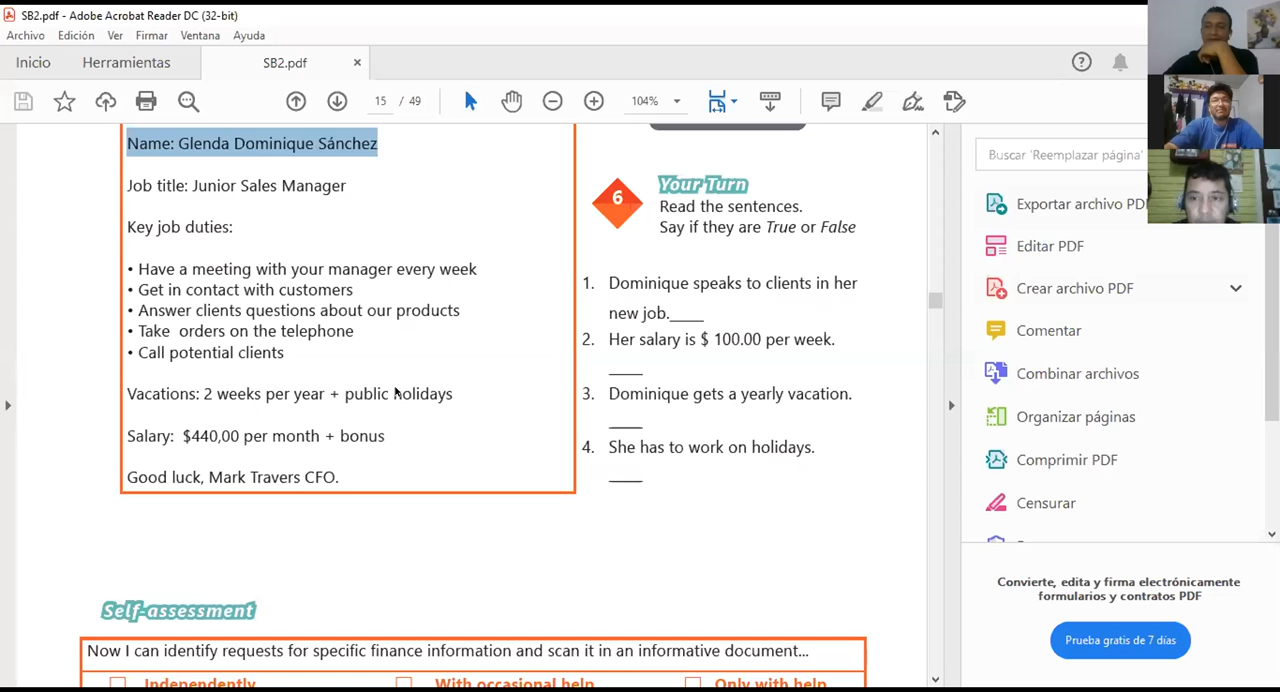 SB2.pdf - Adobe Acrobat Reader DC (32-bit)
Archivo Edición Ver Firmar Ventana Ayuda
Inicio Herramientas SB2.pdf ×
15 / 49 104%
Name: Glenda Dominique Sánchez
Job title: Junior Sales Manager
Key job duties:
• Have a meeting with your manager every week
• Get in contact with customers
• Answer clients questions about our products
• Take orders on the telephone
• Call potential clients
Vacations: 2 weeks per year + public holidays
Salary: $440,00 per month + bonus
Good luck, Mark Travers CFO.
6
Your Turn
Read the sentences.
Say if they are True or False
1. Dominique speaks to clients in her
new job.____
2. Her salary is $ 100.00 per week.
____
3. Dominique gets a yearly vacation.
____
4. She has to work on holidays.
____
Self-assessment
Now I can identify requests for specific finance information and scan it in an informative document...
Independently With occasional help Only with help
Buscar 'Reemplazar página'
Exportar archivo PDF
Editar PDF
Crear archivo PDF
Comentar
Combinar archivos
Organizar páginas
Comprimir PDF
Censurar
Convierte, edita y firma electrónicamente
formularios y contratos PDF
Prueba gratis de 7 días